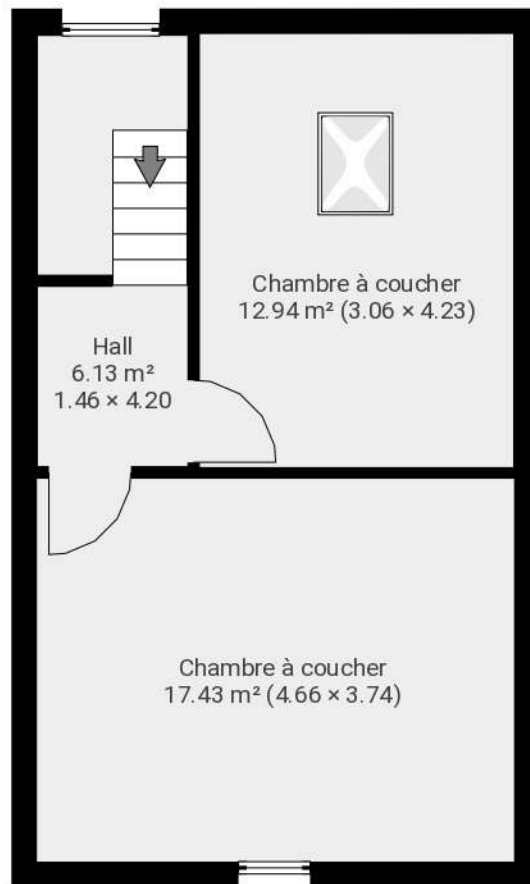 Chambre à coucher
12.94 m² (3.06 × 4.23)
Hall
6.13 m²
1.46 × 4.20
Chambre à coucher
17.43 m² (4.66 × 3.74)